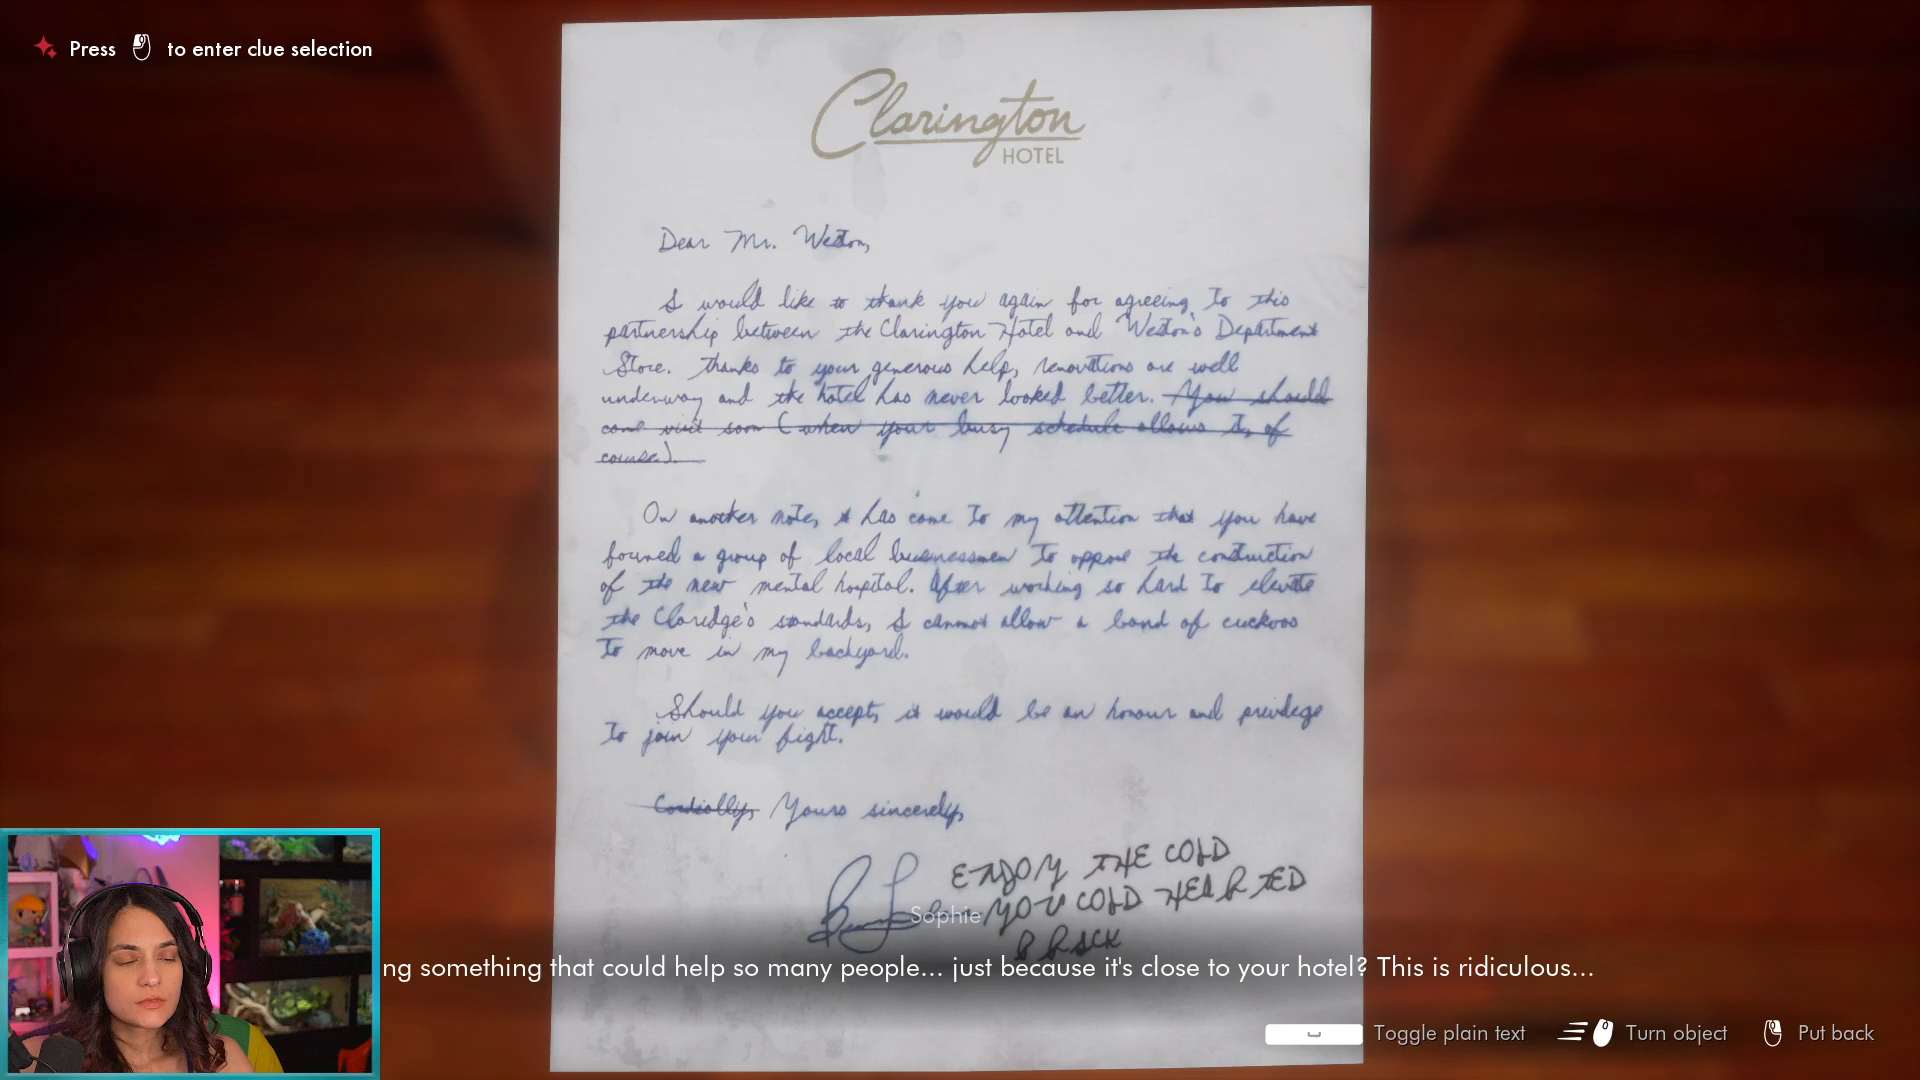 Press to enter clue selection
Clarington
HOTEL
Dear Mr. Weston,
I would like to thank you again for agreeing to this
partnership between the Clarington Hotel and Weston's Department
Store. Thanks to your generous help, renovations are well
underway and the hotel has never looked better. You should
come visit soon (when your busy schedule allows it, of
course).
On another note, it has come to my attention that you have
formed a group of local businessmen to oppose the construction
of the new mental hospital. After working so hard to elevate
the Claridge's standards, I cannot allow a band of cuckoos
to move in my backyard.
Should you accept, it would be an honour and privilege
to join your fight.
Cordially, Yours sincerely,
ENJOY THE COLD
YOU COLD HEARTED
Sophie
ng something that could help so many people... just because it's close to your hotel? This is ridiculous...
Toggle plain text Turn object Put back